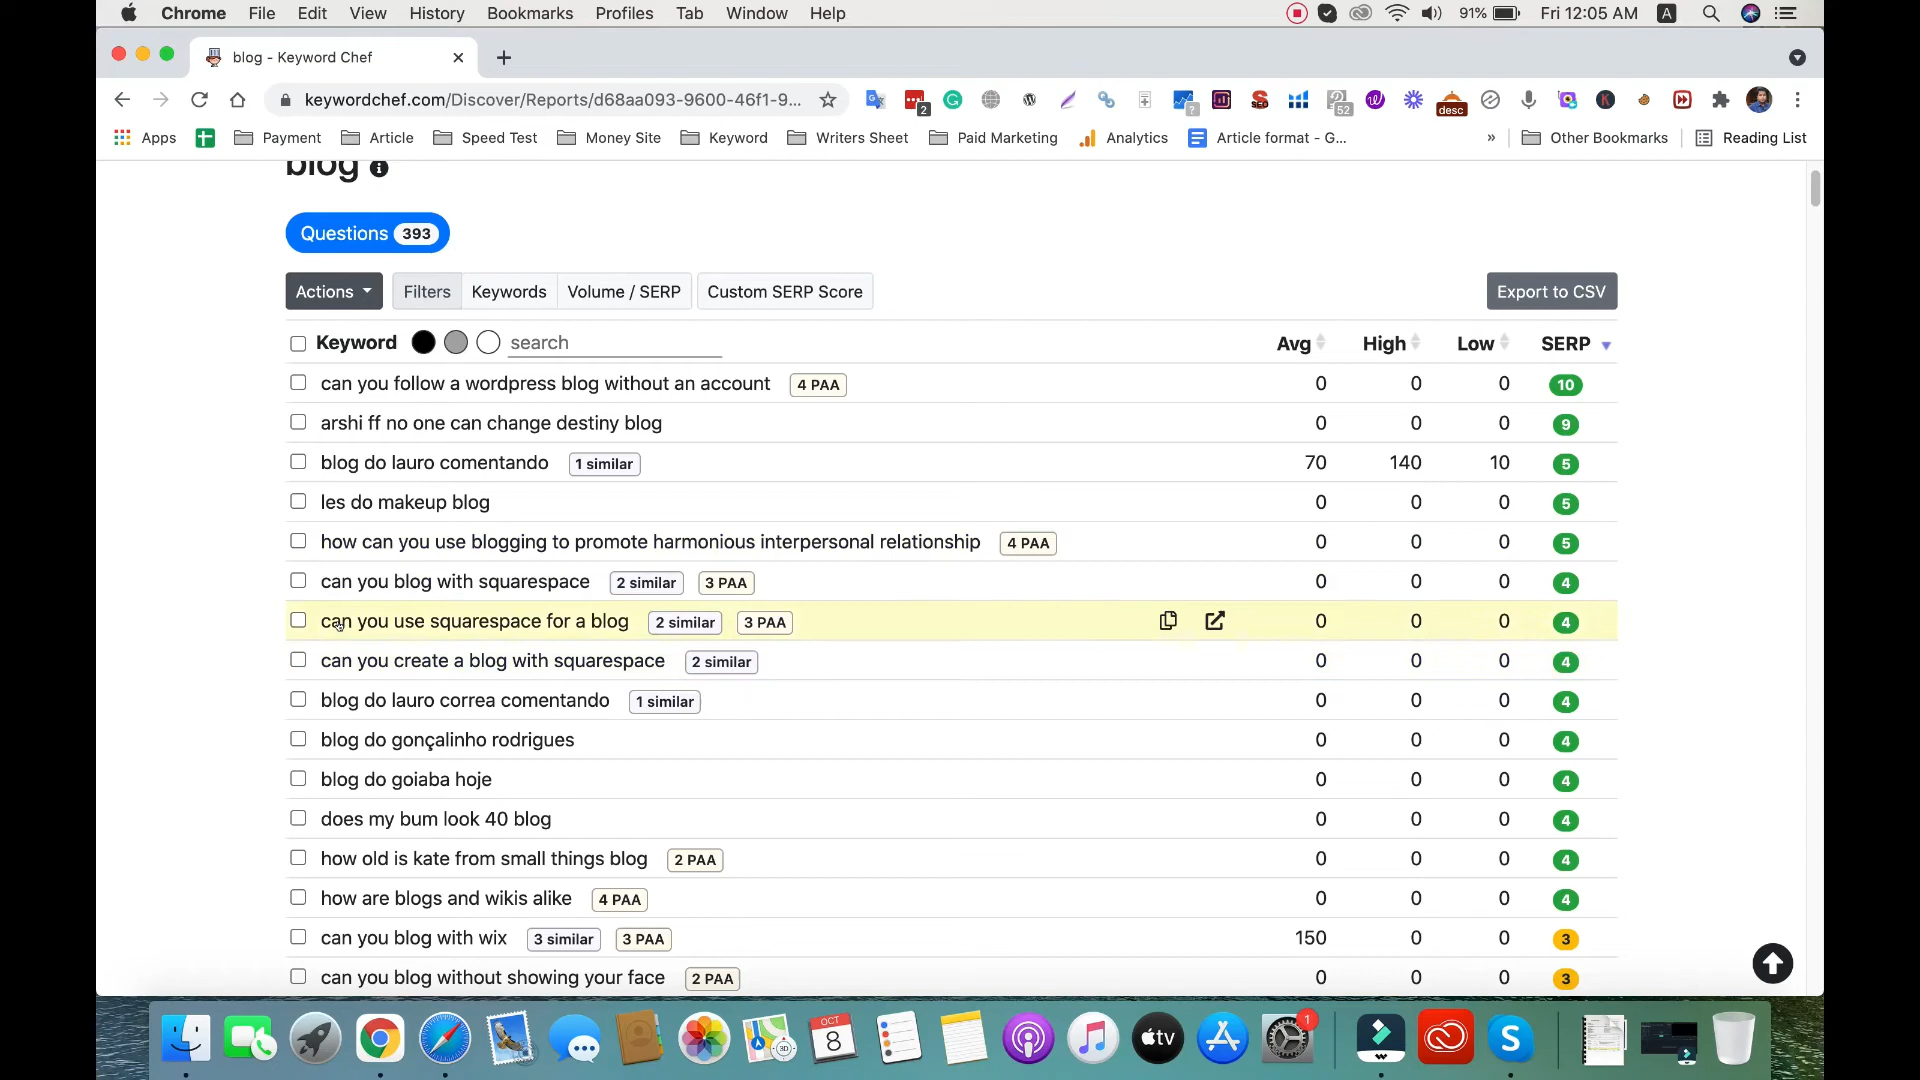 Chrome File Edit View History Bookmarks Profiles Tab Window Help 91% Fri 12:05 AM A
blog - Keyword Chef
keywordchef.com/Discover/Reports/d68aa093-9600-46f1-9...
2 ? SEO 52 desc
Apps Payment Article Speed Test Money Site Keyword Writers Sheet Paid Marketing Analytics Article format - G... » Other Bookmarks Reading List
blog
Questions 393
Actions Filters Keywords Volume / SERP Custom SERP Score Export to CSV
Keyword search Avg High Low SERP
can you follow a wordpress blog without an account 4 PAA 0 0 0 10
arshi ff no one can change destiny blog 0 0 0 9
blog do lauro comentando 1 similar 70 140 10 5
les do makeup blog 0 0 0 5
how can you use blogging to promote harmonious interpersonal relationship 4 PAA 0 0 0 5
can you blog with squarespace 2 similar 3 PAA 0 0 0 4
can you use squarespace for a blog 2 similar 3 PAA 0 0 0 4
can you create a blog with squarespace 2 similar 0 0 0 4
blog do lauro correa comentando 1 similar 0 0 0 4
blog do gonçalinho rodrigues 0 0 0 4
blog do goiaba hoje 0 0 0 4
does my bum look 40 blog 0 0 0 4
how old is kate from small things blog 2 PAA 0 0 0 4
how are blogs and wikis alike 4 PAA 0 0 0 4
can you blog with wix 3 similar 3 PAA 150 0 0 3
can you blog without showing your face 2 PAA 0 0 0 3
3D OCT 8 tv 1 S